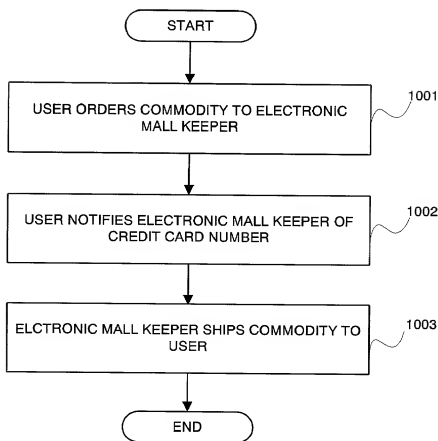 START
USER ORDERS COMMODITY TO ELECTRONIC
MALL KEEPER
1001
USER NOTIFIES ELECTRONIC MALL KEEPER OF
CREDIT CARD NUMBER
1002
ELCTRONIC MALL KEEPER SHIPS COMMODITY TO
USER
1003
END